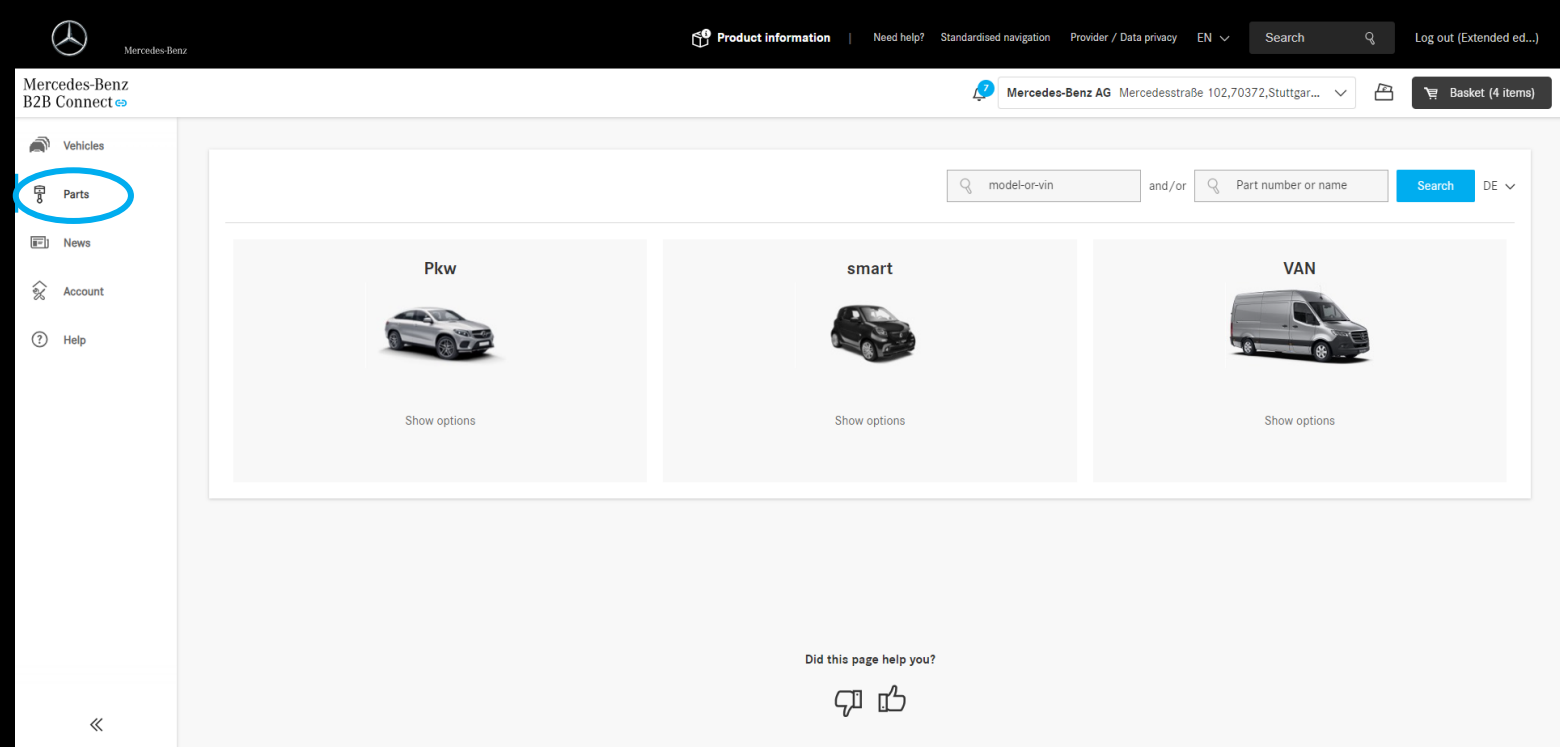 Mercedes-Benz
Product information | Need help? Standardised navigation Provider / Data privacy EN Search Log out (Extended ed...)
Mercedes-Benz
B2B Connect
7
Mercedes-Benz AG Mercedesstraße 102,70372,Stuttgar...
Basket (4 items)
Vehicles
Parts
News
Account
Help
model-or-vin and/or Part number or name Search DE
Pkw
Show options
smart
Show options
VAN
Show options
Did this page help you?